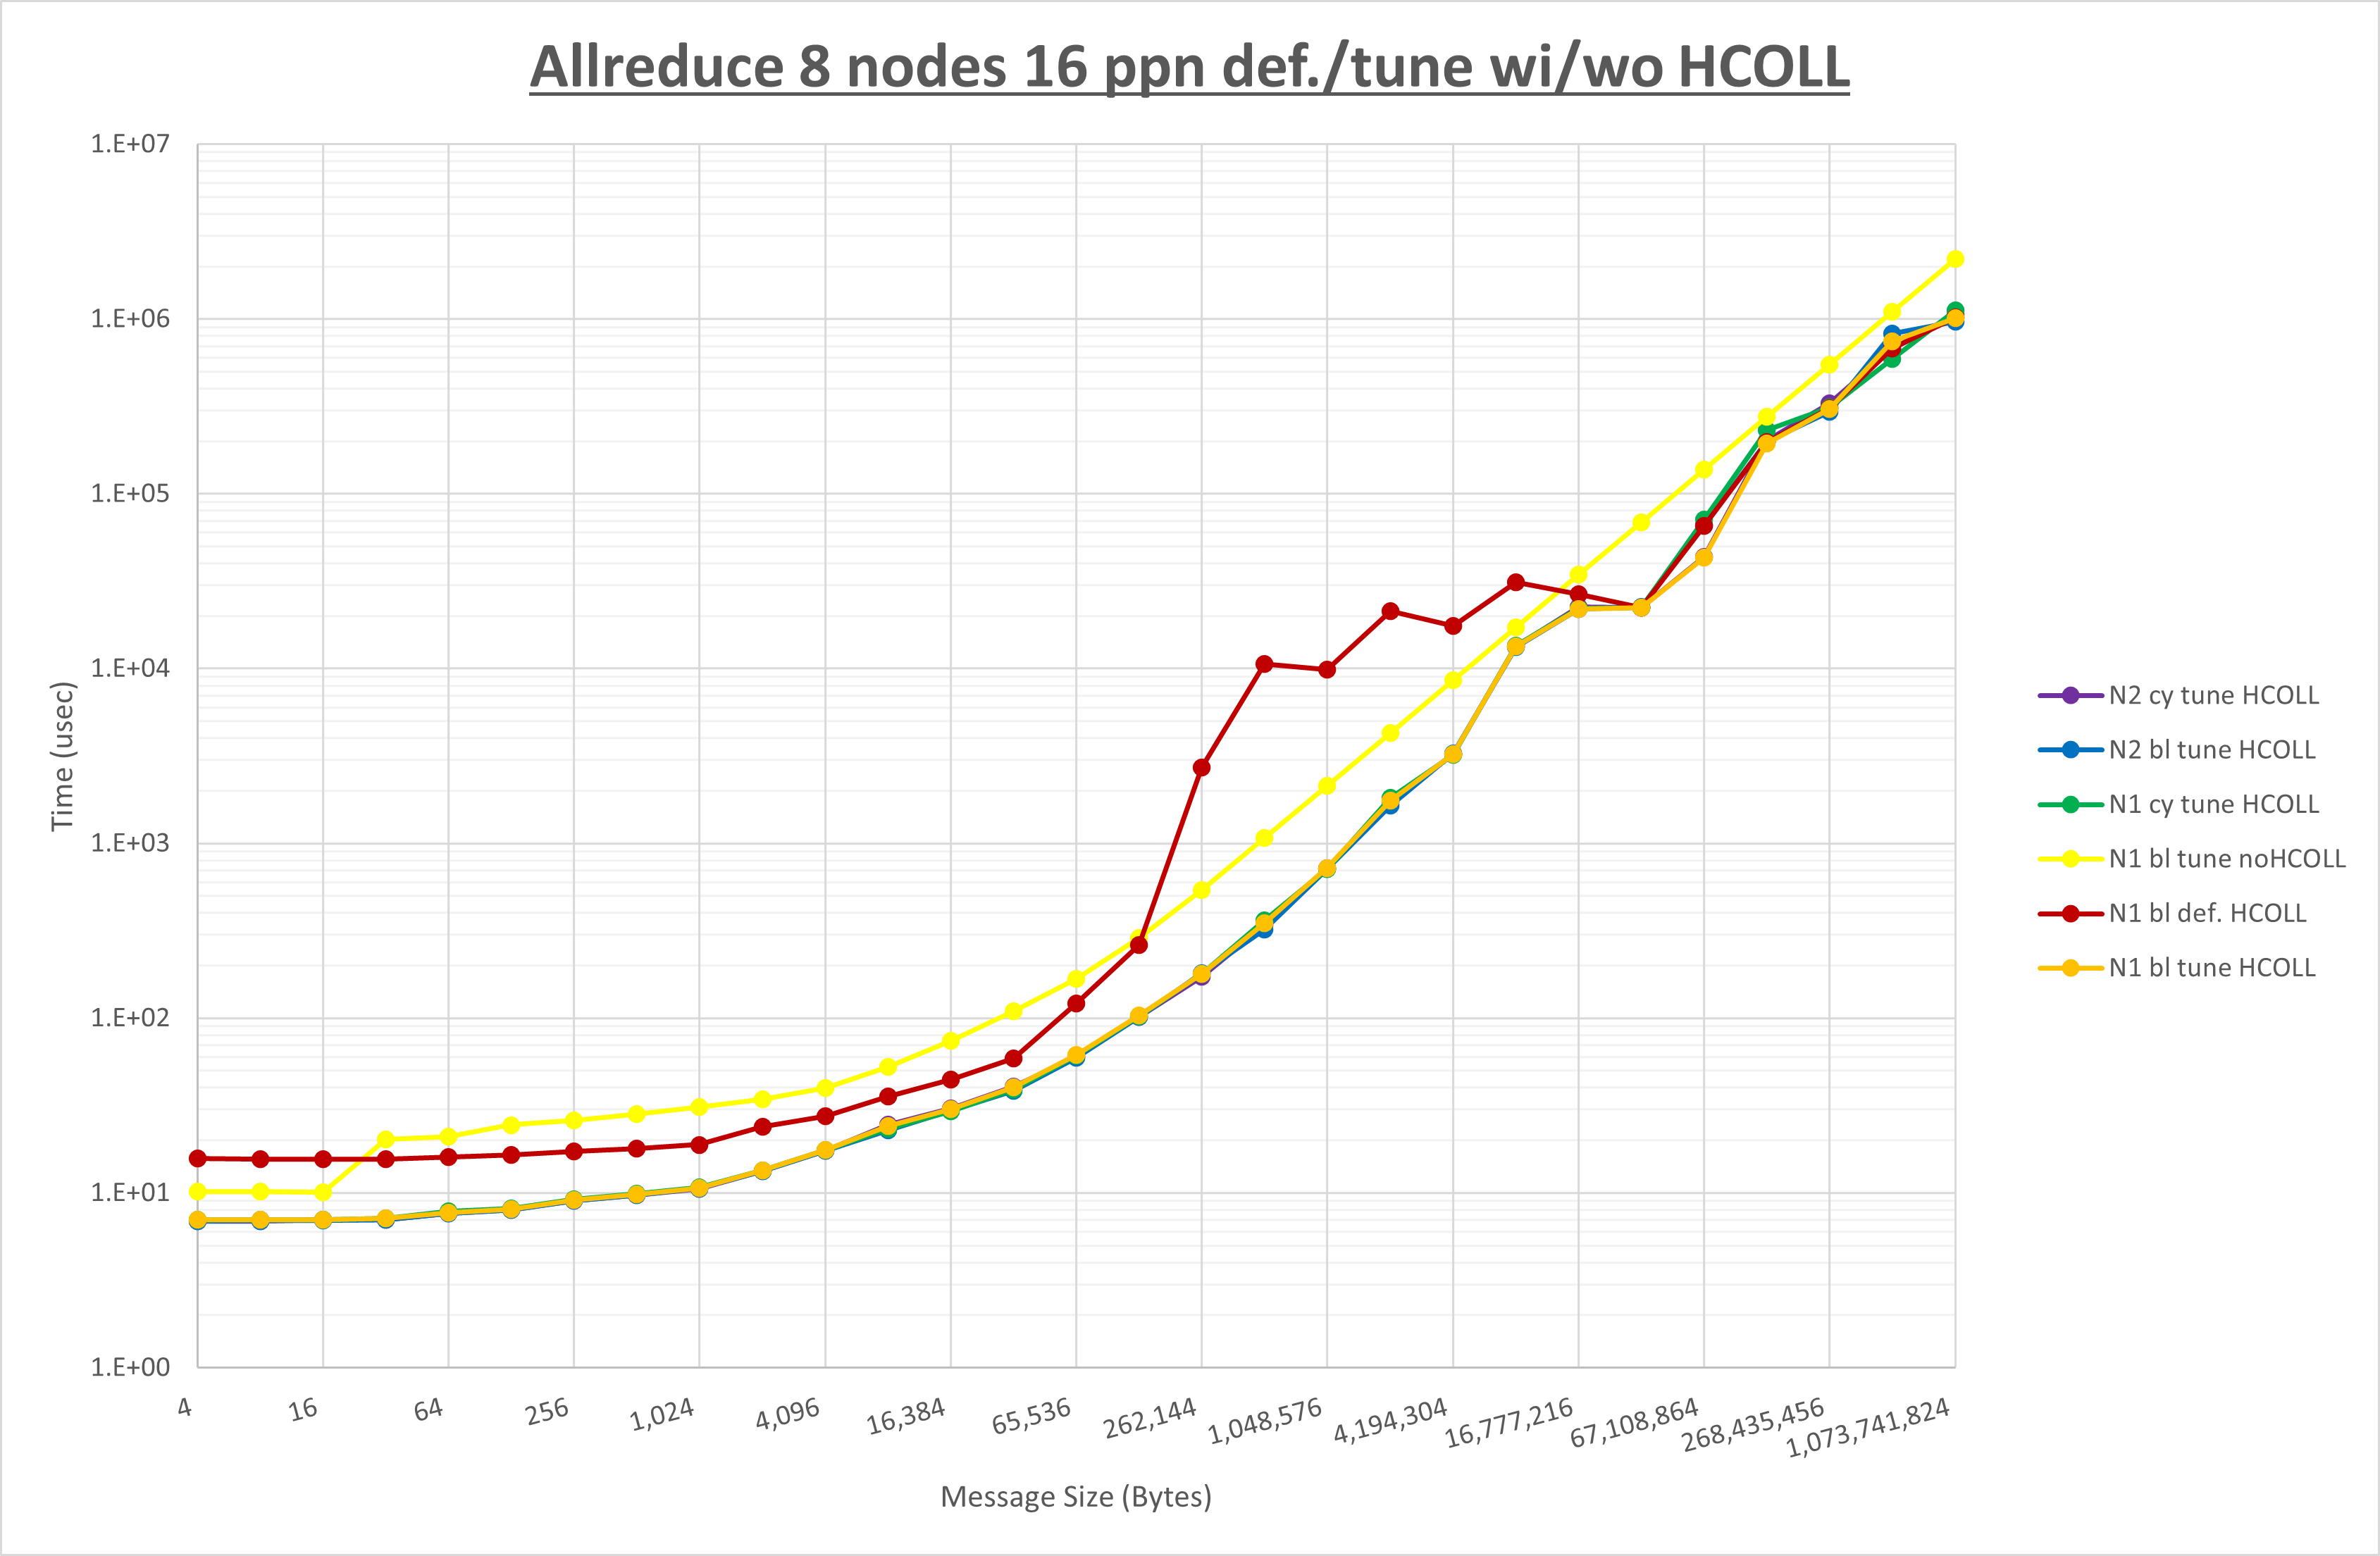 Allreduce 8 nodes 16 ppn def./tune wi/wo HCOLL
1.E+07
1.E+06
1.E+05
1.E+04
1.E+03
1.E+02
1.E+01
1.E+00
Time (usec)
4
16
64
256
1,024
4,096
16,384
65,536
262,144
1,048,576
4,194,304
16,777,216
67,108,864
268,435,456
1,073,741,824
Message Size (Bytes)
N2 cy tune HCOLL
N2 bl tune HCOLL
N1 cy tune HCOLL
N1 bl tune noHCOLL
N1 bl def. HCOLL
N1 bl tune HCOLL